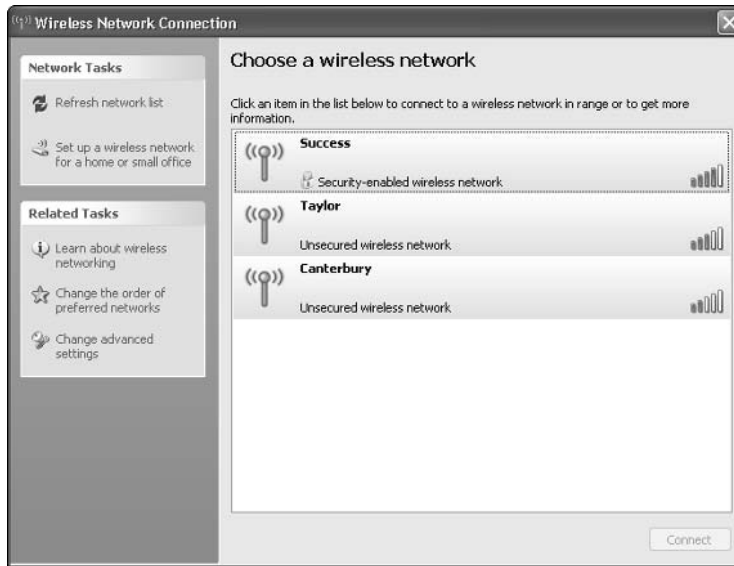 Wireless Network Connection
Network Tasks
Refresh network list
Set up a wireless network
for a home or small office
Related Tasks
Learn about wireless
networking
Change the order of
preferred networks
Change advanced
settings
Choose a wireless network
Click an item in the list below to connect to a wireless network in range or to get more
information.
Success
Security-enabled wireless network
Taylor
Unsecured wireless network
Canterbury
Unsecured wireless network
Connect